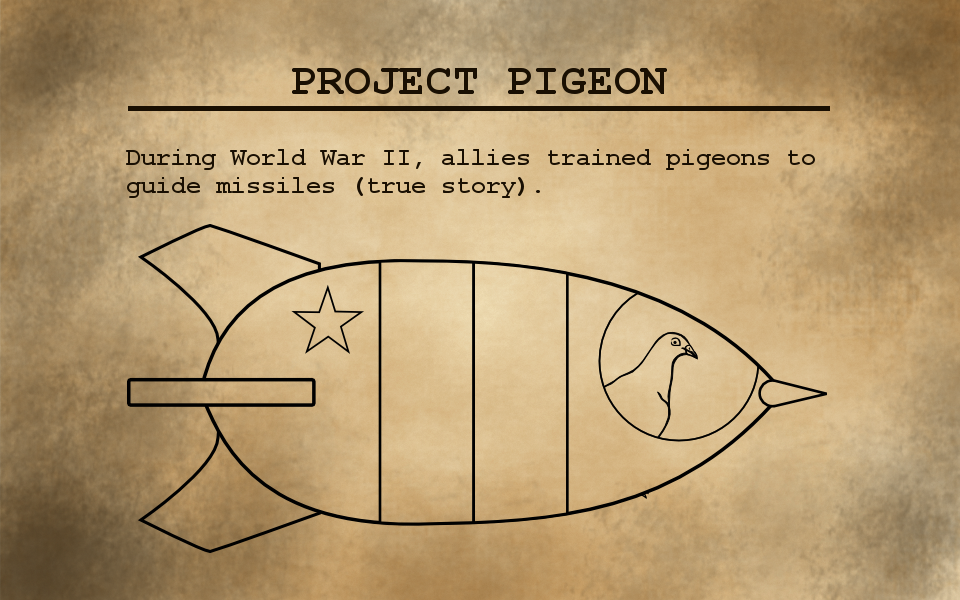 PROJECT PIGEON
During World War II, allies trained pigeons to
guide missiles (true story).